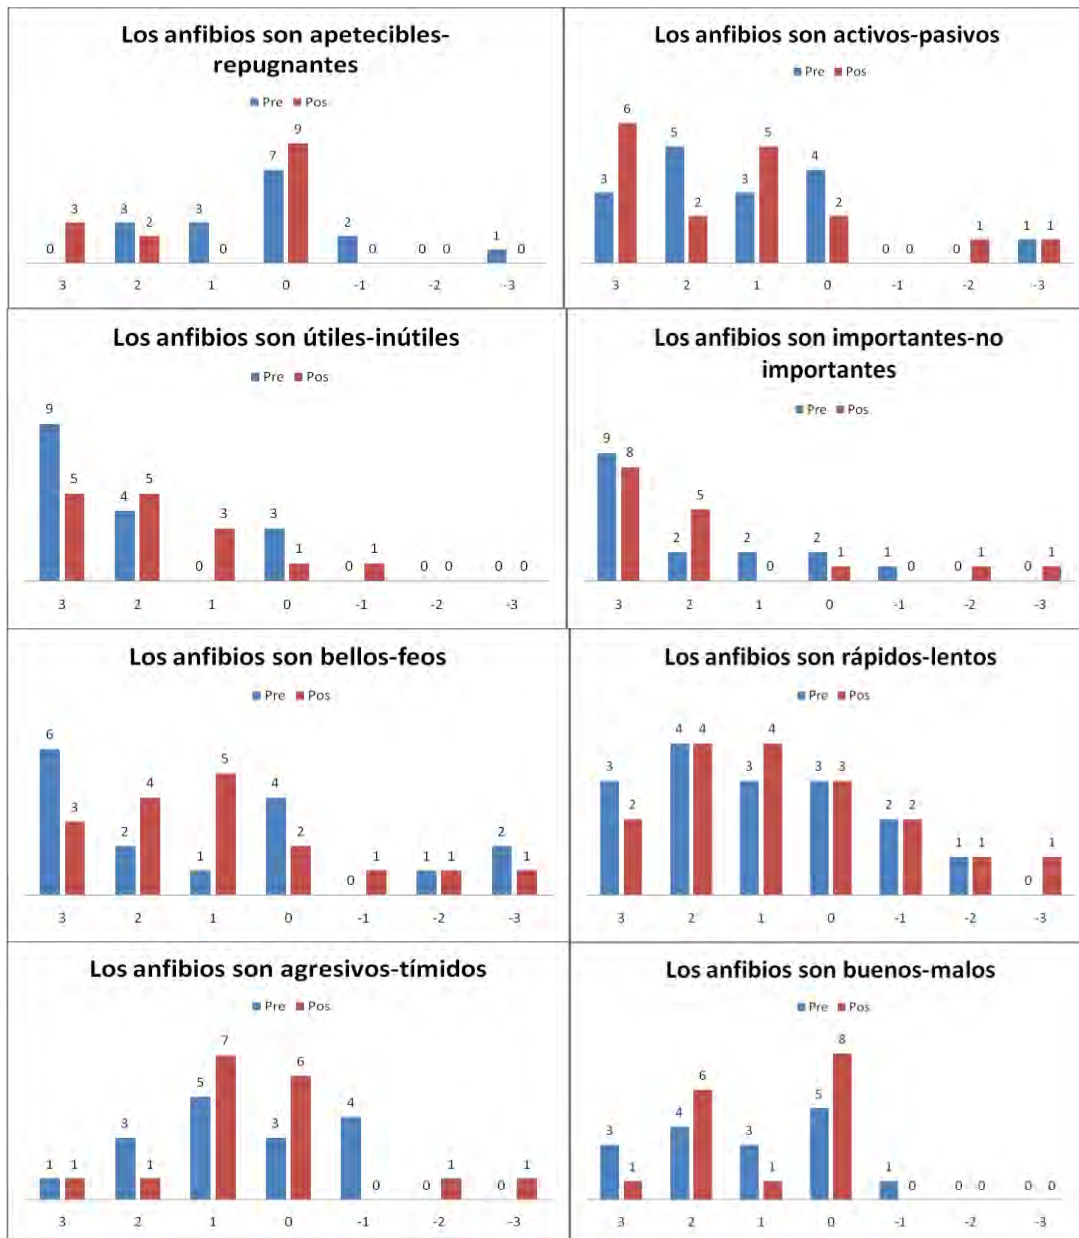 Los anfibios son apetecibles-
repugnantes
Pre Pos
0 3 3 2 3 0 7 9 2 0 0 0 1 0
3 2 1 0 -1 -2 -3
Los anfibios son activos-pasivos
Pre Pos
3 6 5 2 3 5 4 2 0 0 0 1 1 1
3 2 1 0 -1 -2 -3
Los anfibios son útiles-inútiles
Pre Pos
9 5 4 5 0 3 3 1 0 1 0 0 0 0
3 2 1 0 -1 -2 -3
Los anfibios son importantes-no
importantes
Pre Pos
9 8 2 5 2 0 2 1 1 0 0 1 0 1
3 2 1 0 -1 -2 -3
Los anfibios son bellos-feos
Pre Pos
6 3 2 4 1 5 4 2 0 1 1 1 2 1
3 2 1 0 -1 -2 -3
Los anfibios son rápidos-lentos
Pre Pos
3 2 4 4 3 4 3 3 2 2 1 1 0 1
3 2 1 0 -1 -2 -3
Los anfibios son agresivos-tímidos
Pre Pos
1 1 3 1 5 7 3 6 4 0 0 1 0 1
3 2 1 0 -1 -2 -3
Los anfibios son buenos-malos
Pre Pos
3 1 4 6 3 1 5 8 1 0 0 0 0 0
3 2 1 0 -1 -2 -3